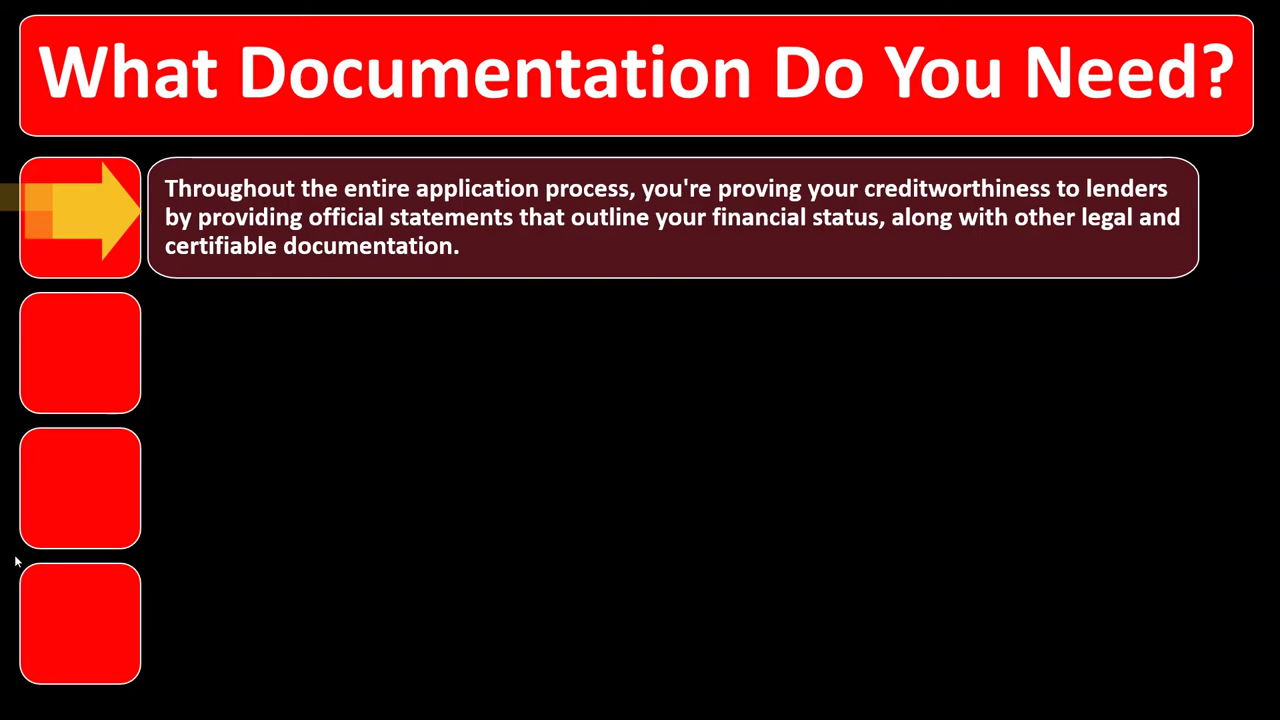 What Documentation Do You Need?
Throughout the entire application process, you're proving your creditworthiness to lenders
by providing official statements that outline your financial status, along with other legal and
certifiable documentation.